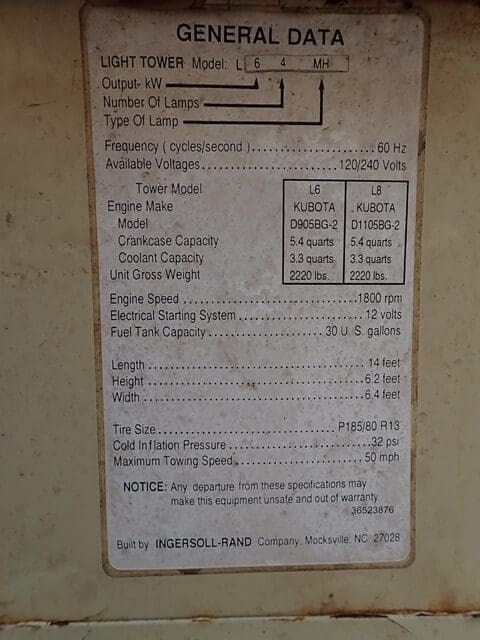 GENERAL DATA
LIGHT TOWER Model: L 6 4 MH
Output- kW
Number Of Lamps
Type Of Lamp
Frequency ( cycles/second ).......................... 60 Hz
Available Voltages.......................... 120/240 Volts
Tower Model L6 L8
Engine Make KUBOTA KUBOTA
Model D905BG-2 D1105BG-2
Crankcase Capacity 5.4 quarts 5.4 quarts
Coolant Capacity 3.3 quarts 3.3 quarts
Unit Gross Weight 2220 lbs. 2220 lbs.
Engine Speed .......................... 1800 rpm
Electrical Starting System .......................... 12 volts
Fuel Tank Capacity .......................... 30 U. S. gallons
Length .......................... 14 feet
Height .......................... 6.2 feet
Width .......................... 6.4 feet
Tire Size .......................... P185/80 R13
Cold Inflation Pressure .......................... 32 psi
Maximum Towing Speed .......................... 50 mph
NOTICE: Any departure from these specifications may
make this equipment unsafe and out of warranty
36523876
Built by INGERSOLL-RAND Company, Mocksville, NC 27028